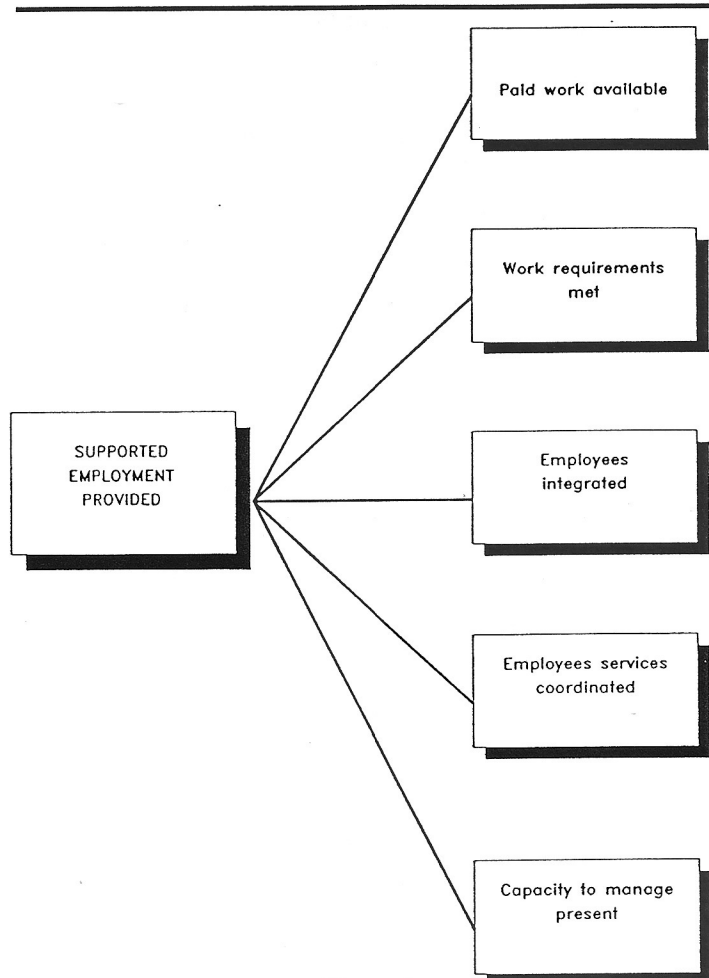 Paid work available
Work requirements
met
SUPPORTED
EMPLOYMENT
PROVIDED
Employees
integrated
Employees services
coordinated
Capacity to manage
present